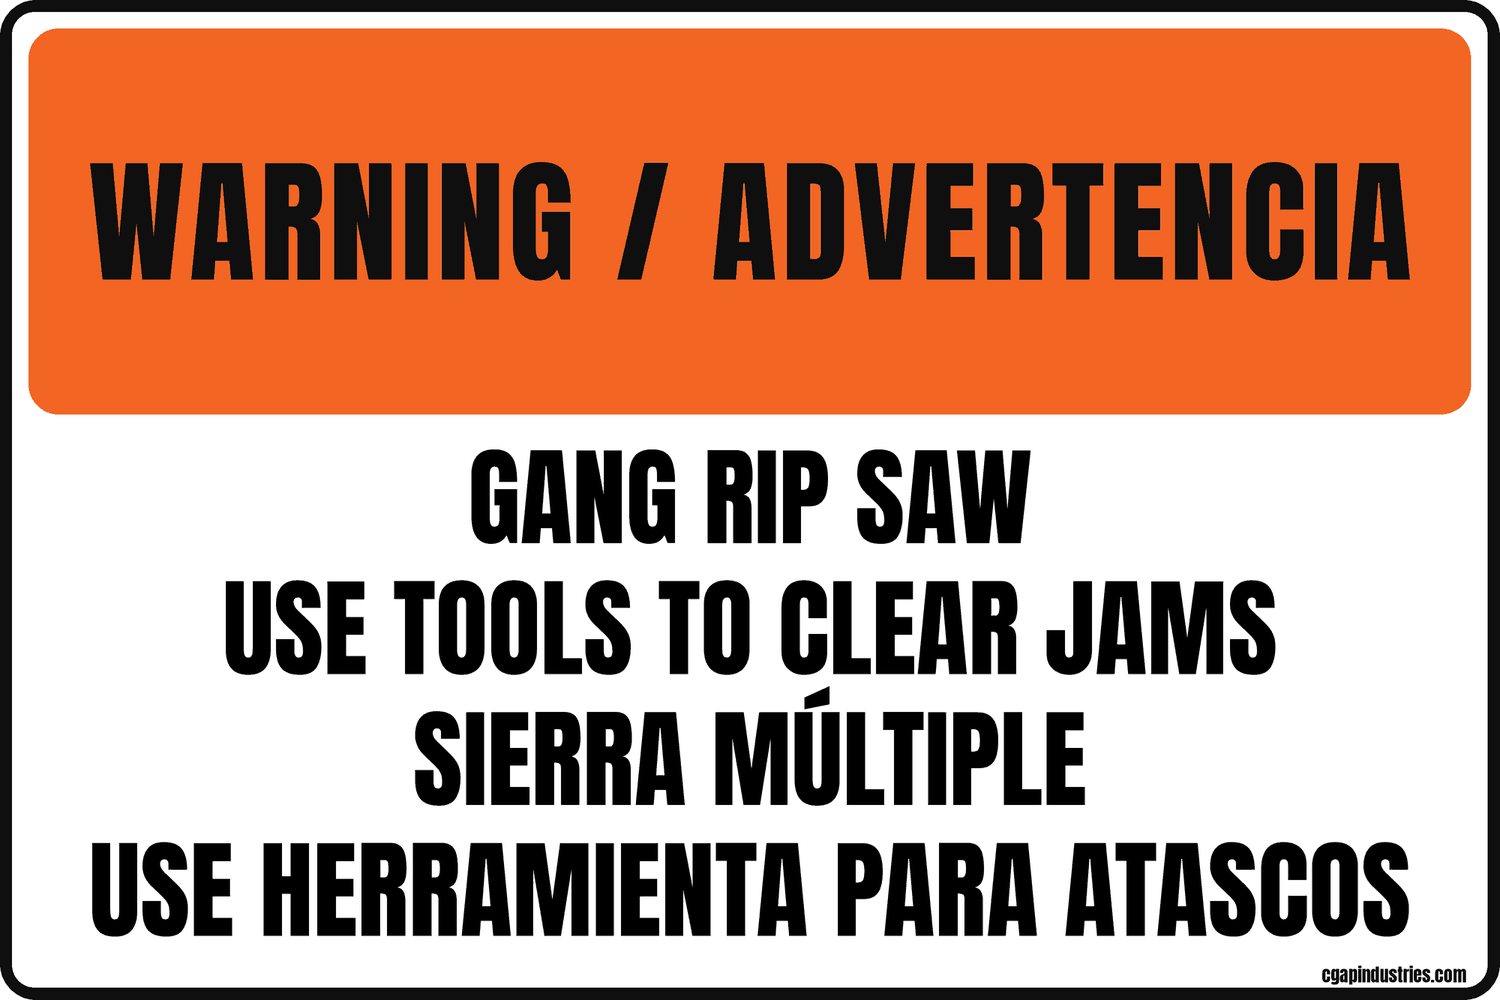 WARNING / ADVERTENCIA
GANG RIP SAW
USE TOOLS TO CLEAR JAMS
SIERRA MÚLTIPLE
USE HERRAMIENTA PARA ATASCOS
cgapindustries.com